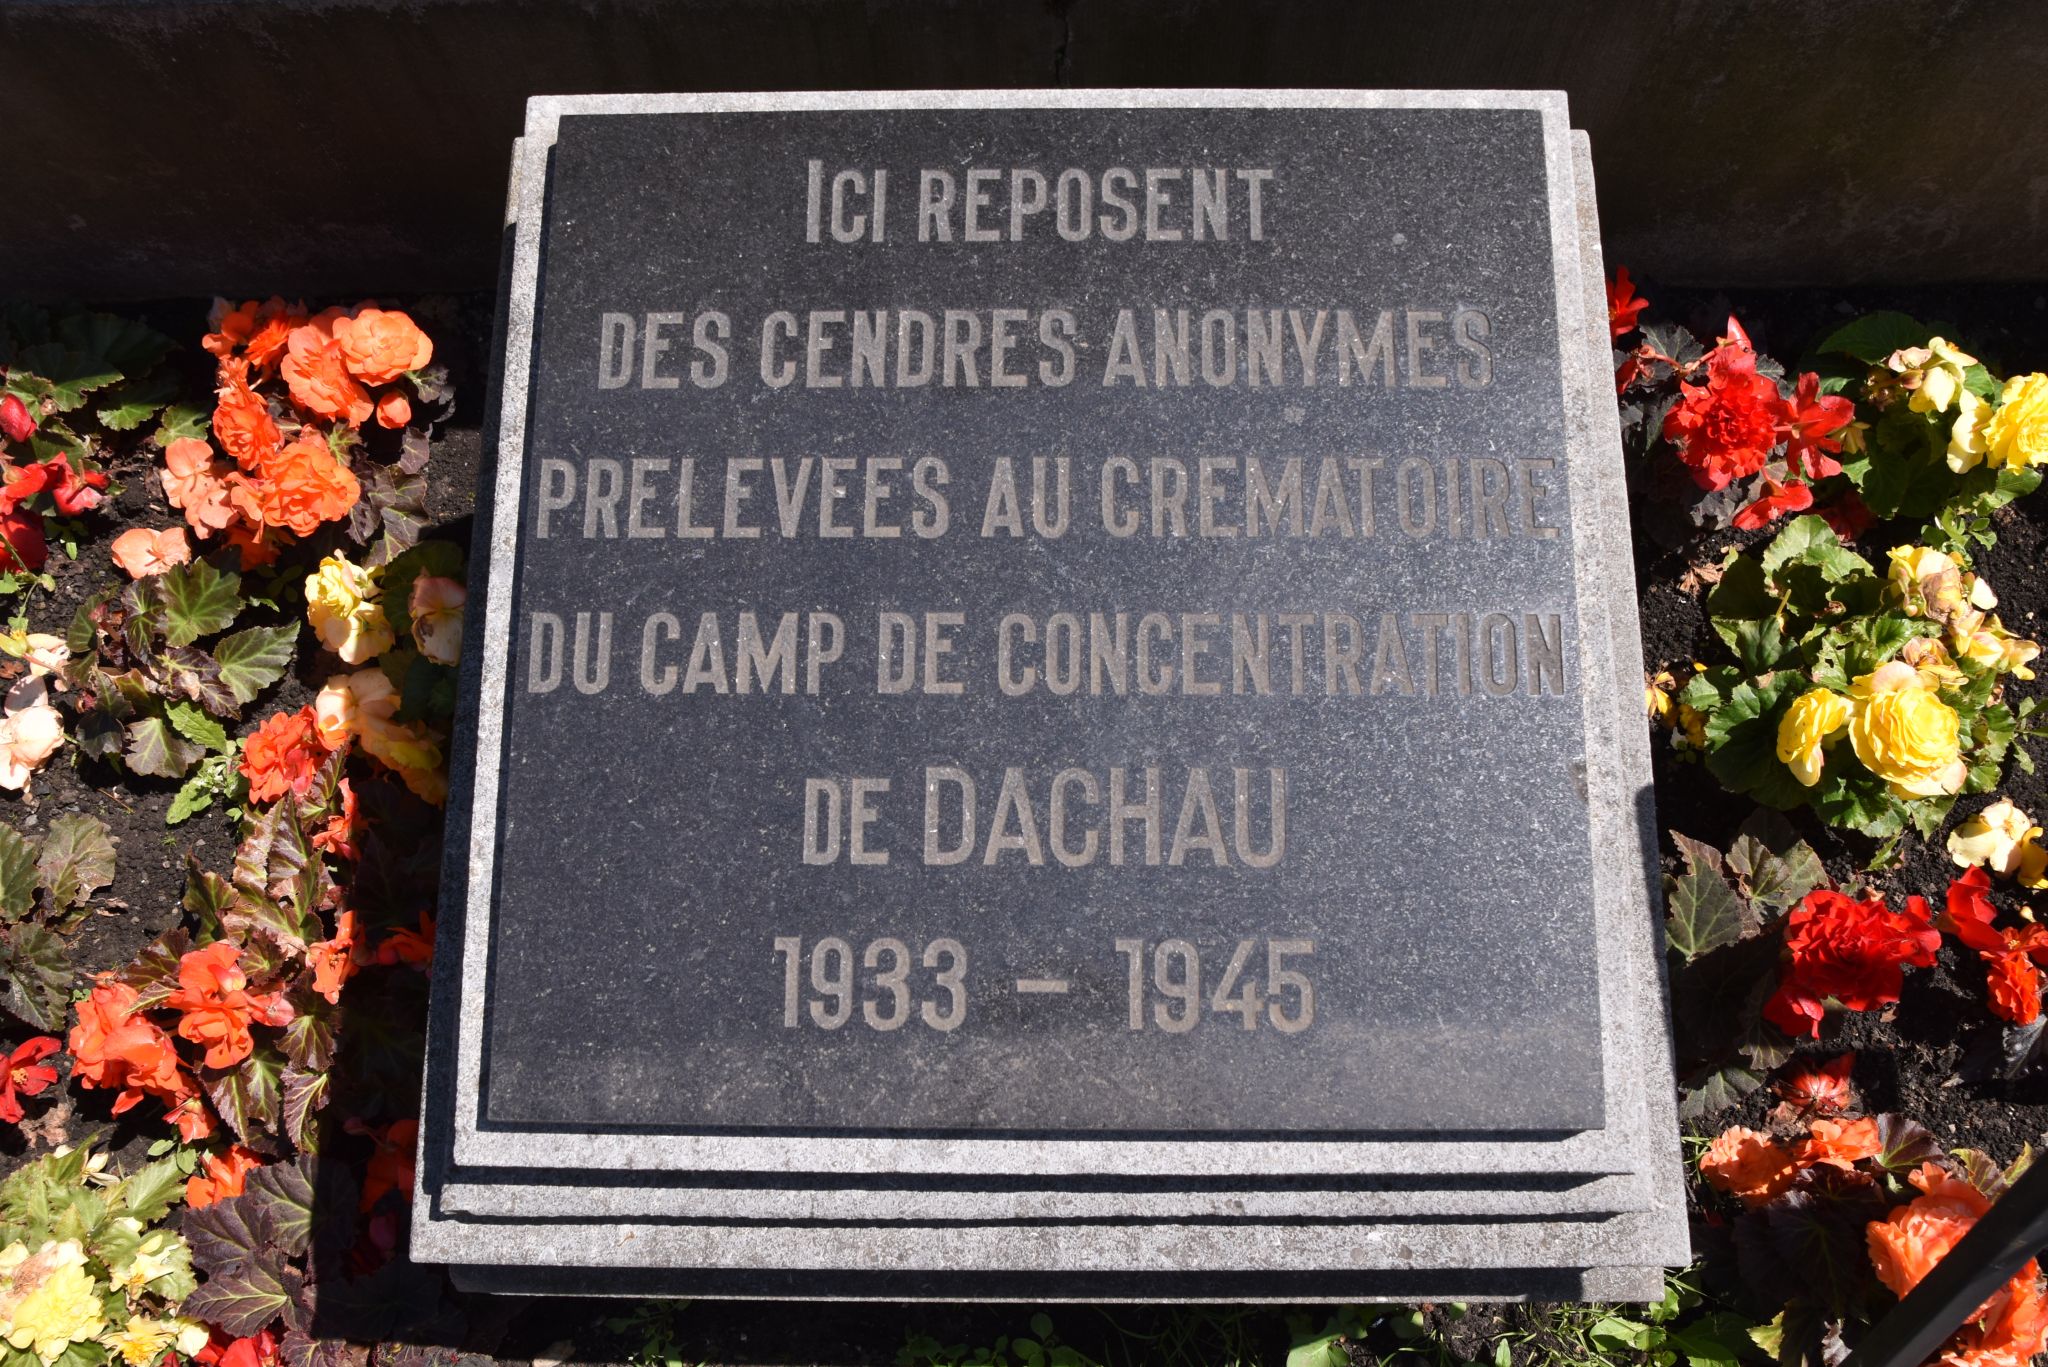 ICI REPOSENT
DES CENDRES ANONYMES
PRELEVEES AU CREMATOIRE
DU CAMP DE CONCENTRATION
DE DACHAU
1933 - 1945